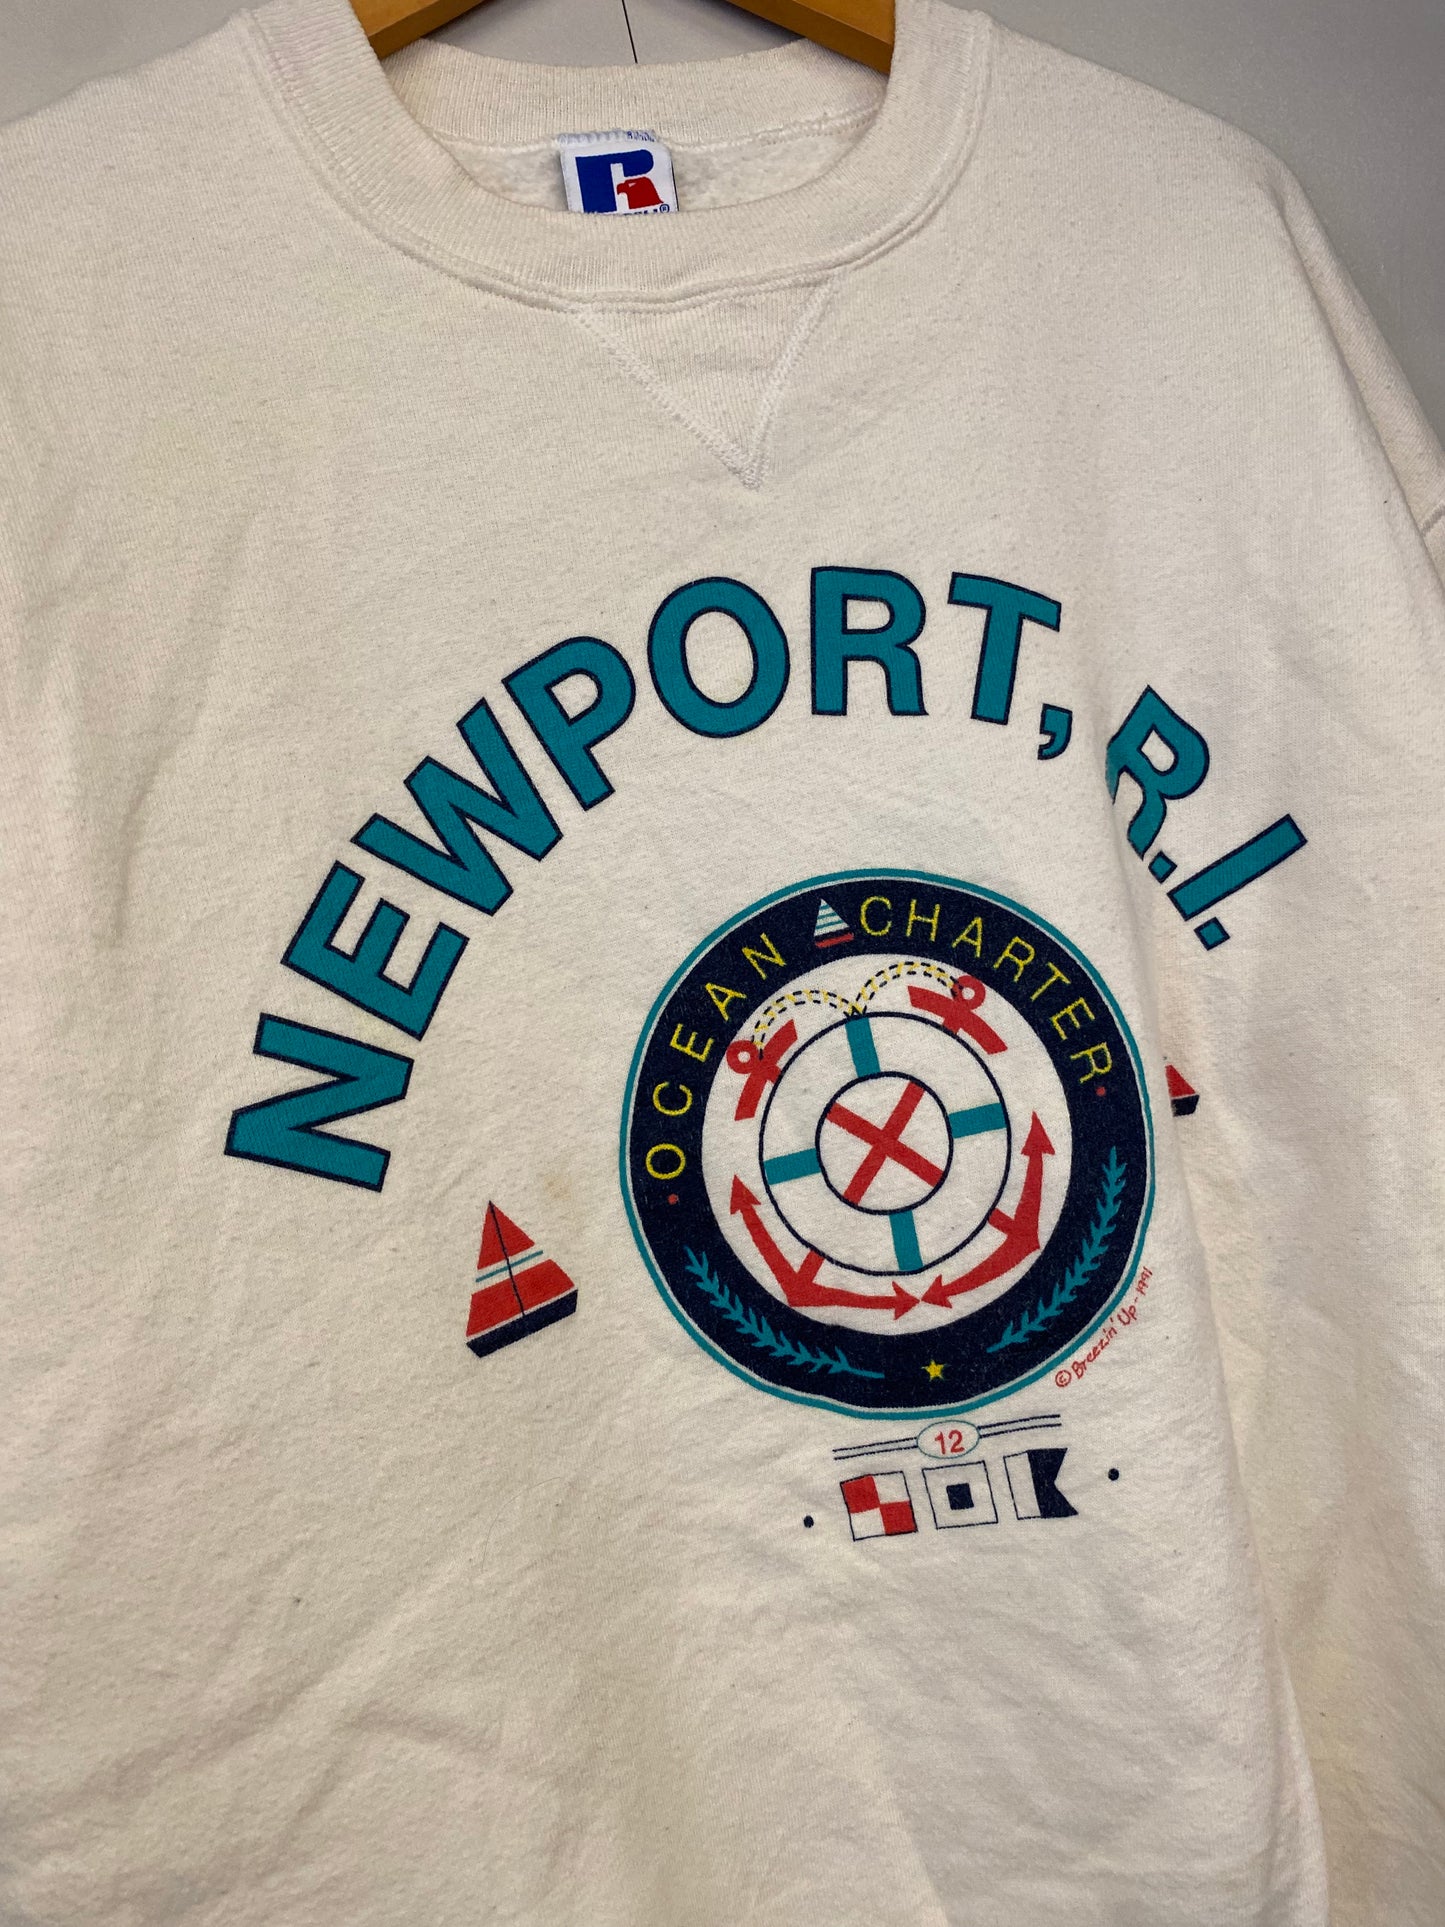 NEWPORT, R.I.
OCEAN CHARTER
© Breezin' Up - 1991
12